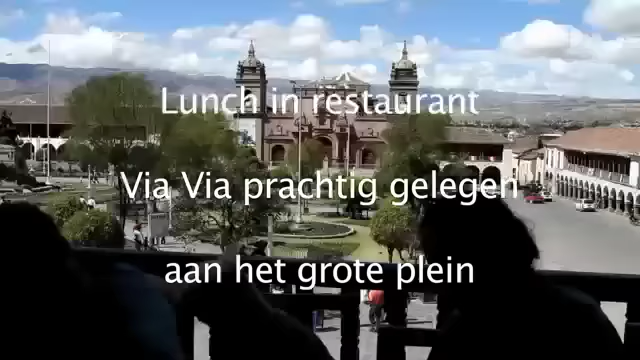 Lunch in restaurant
Via Via prachtig gelegen
aan het grote plein